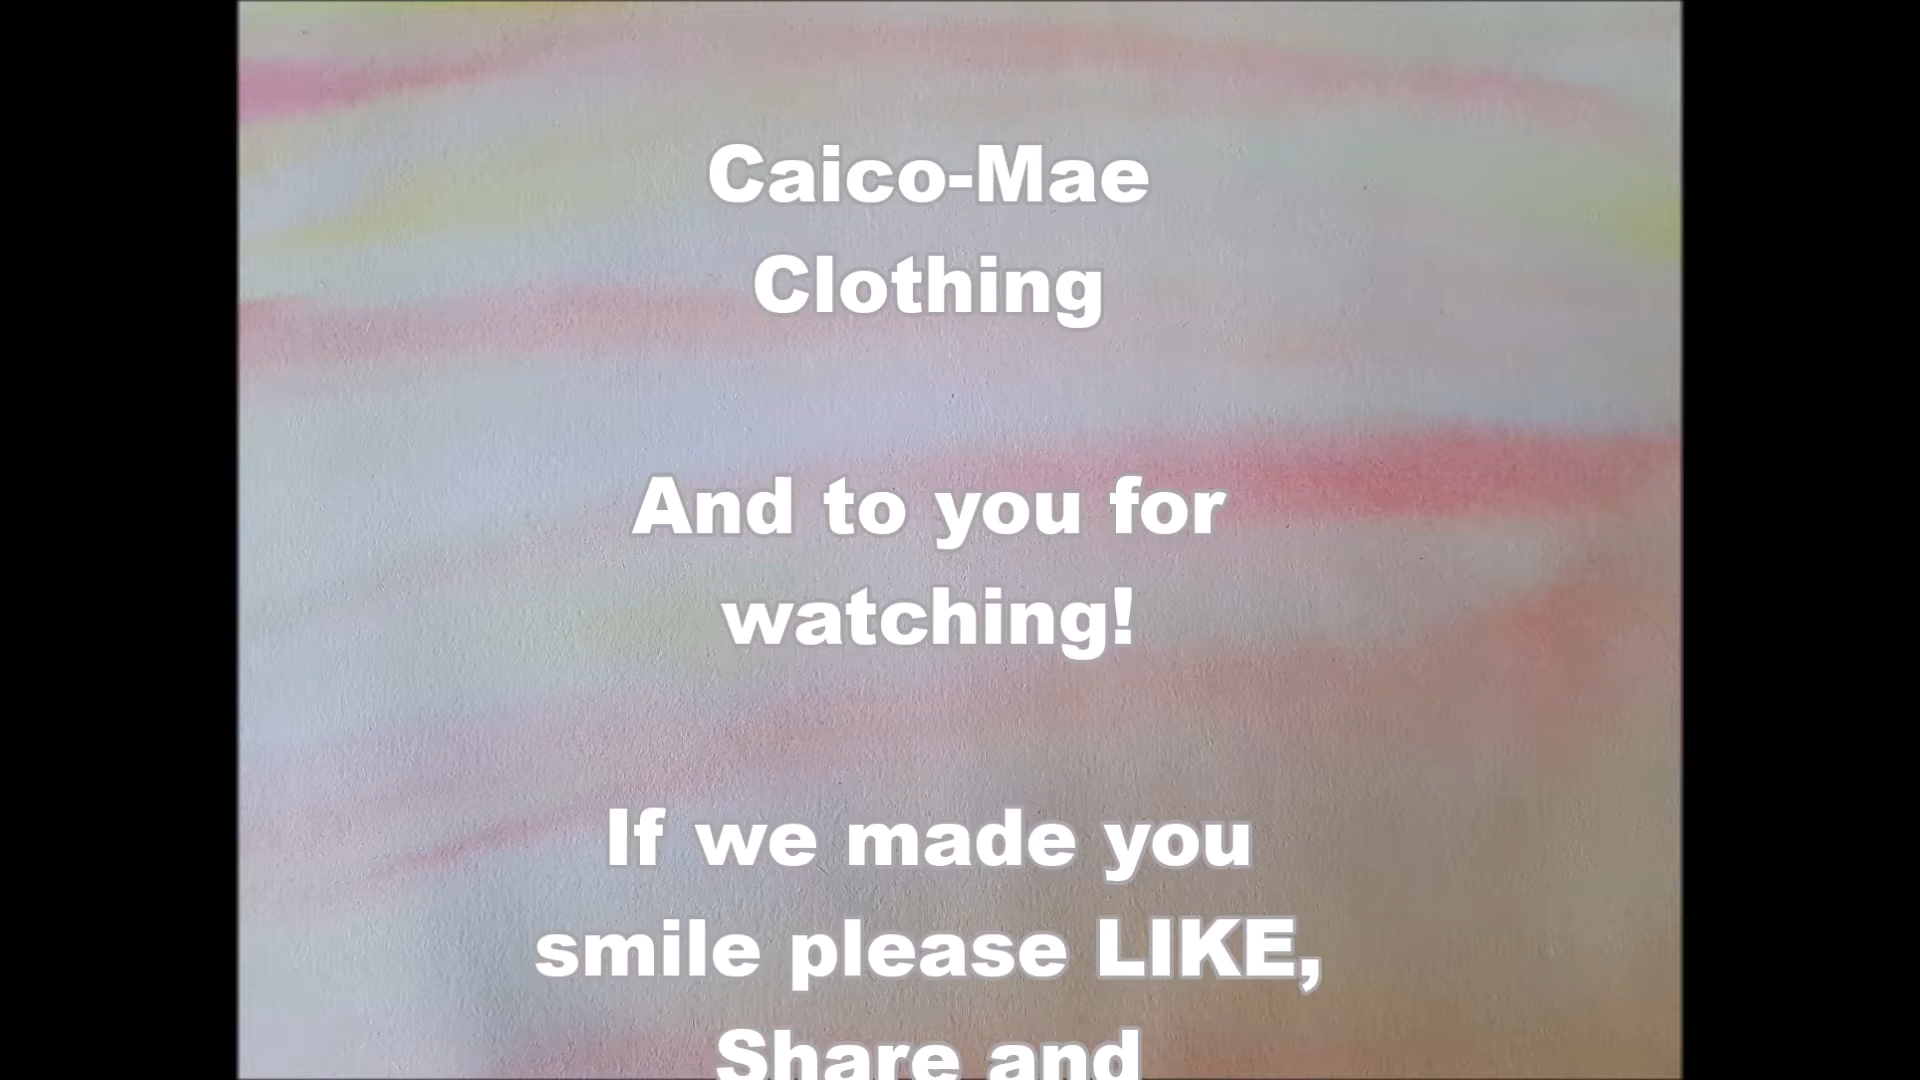 Caico-Mae
Clothing
And to you for
watching!
If we made you
smile please LIKE,
Share and